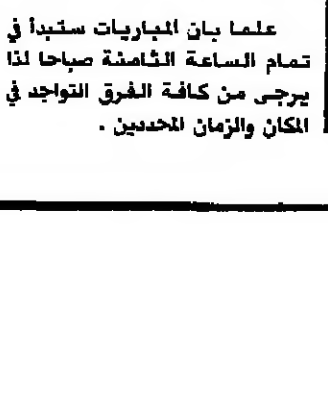 علما بان المباريات ستبدأ في
تمام الساعة الثامنة صباحا لذا
يرجى من كافة الفرق التواجد في
المكان والزمان المحددين .